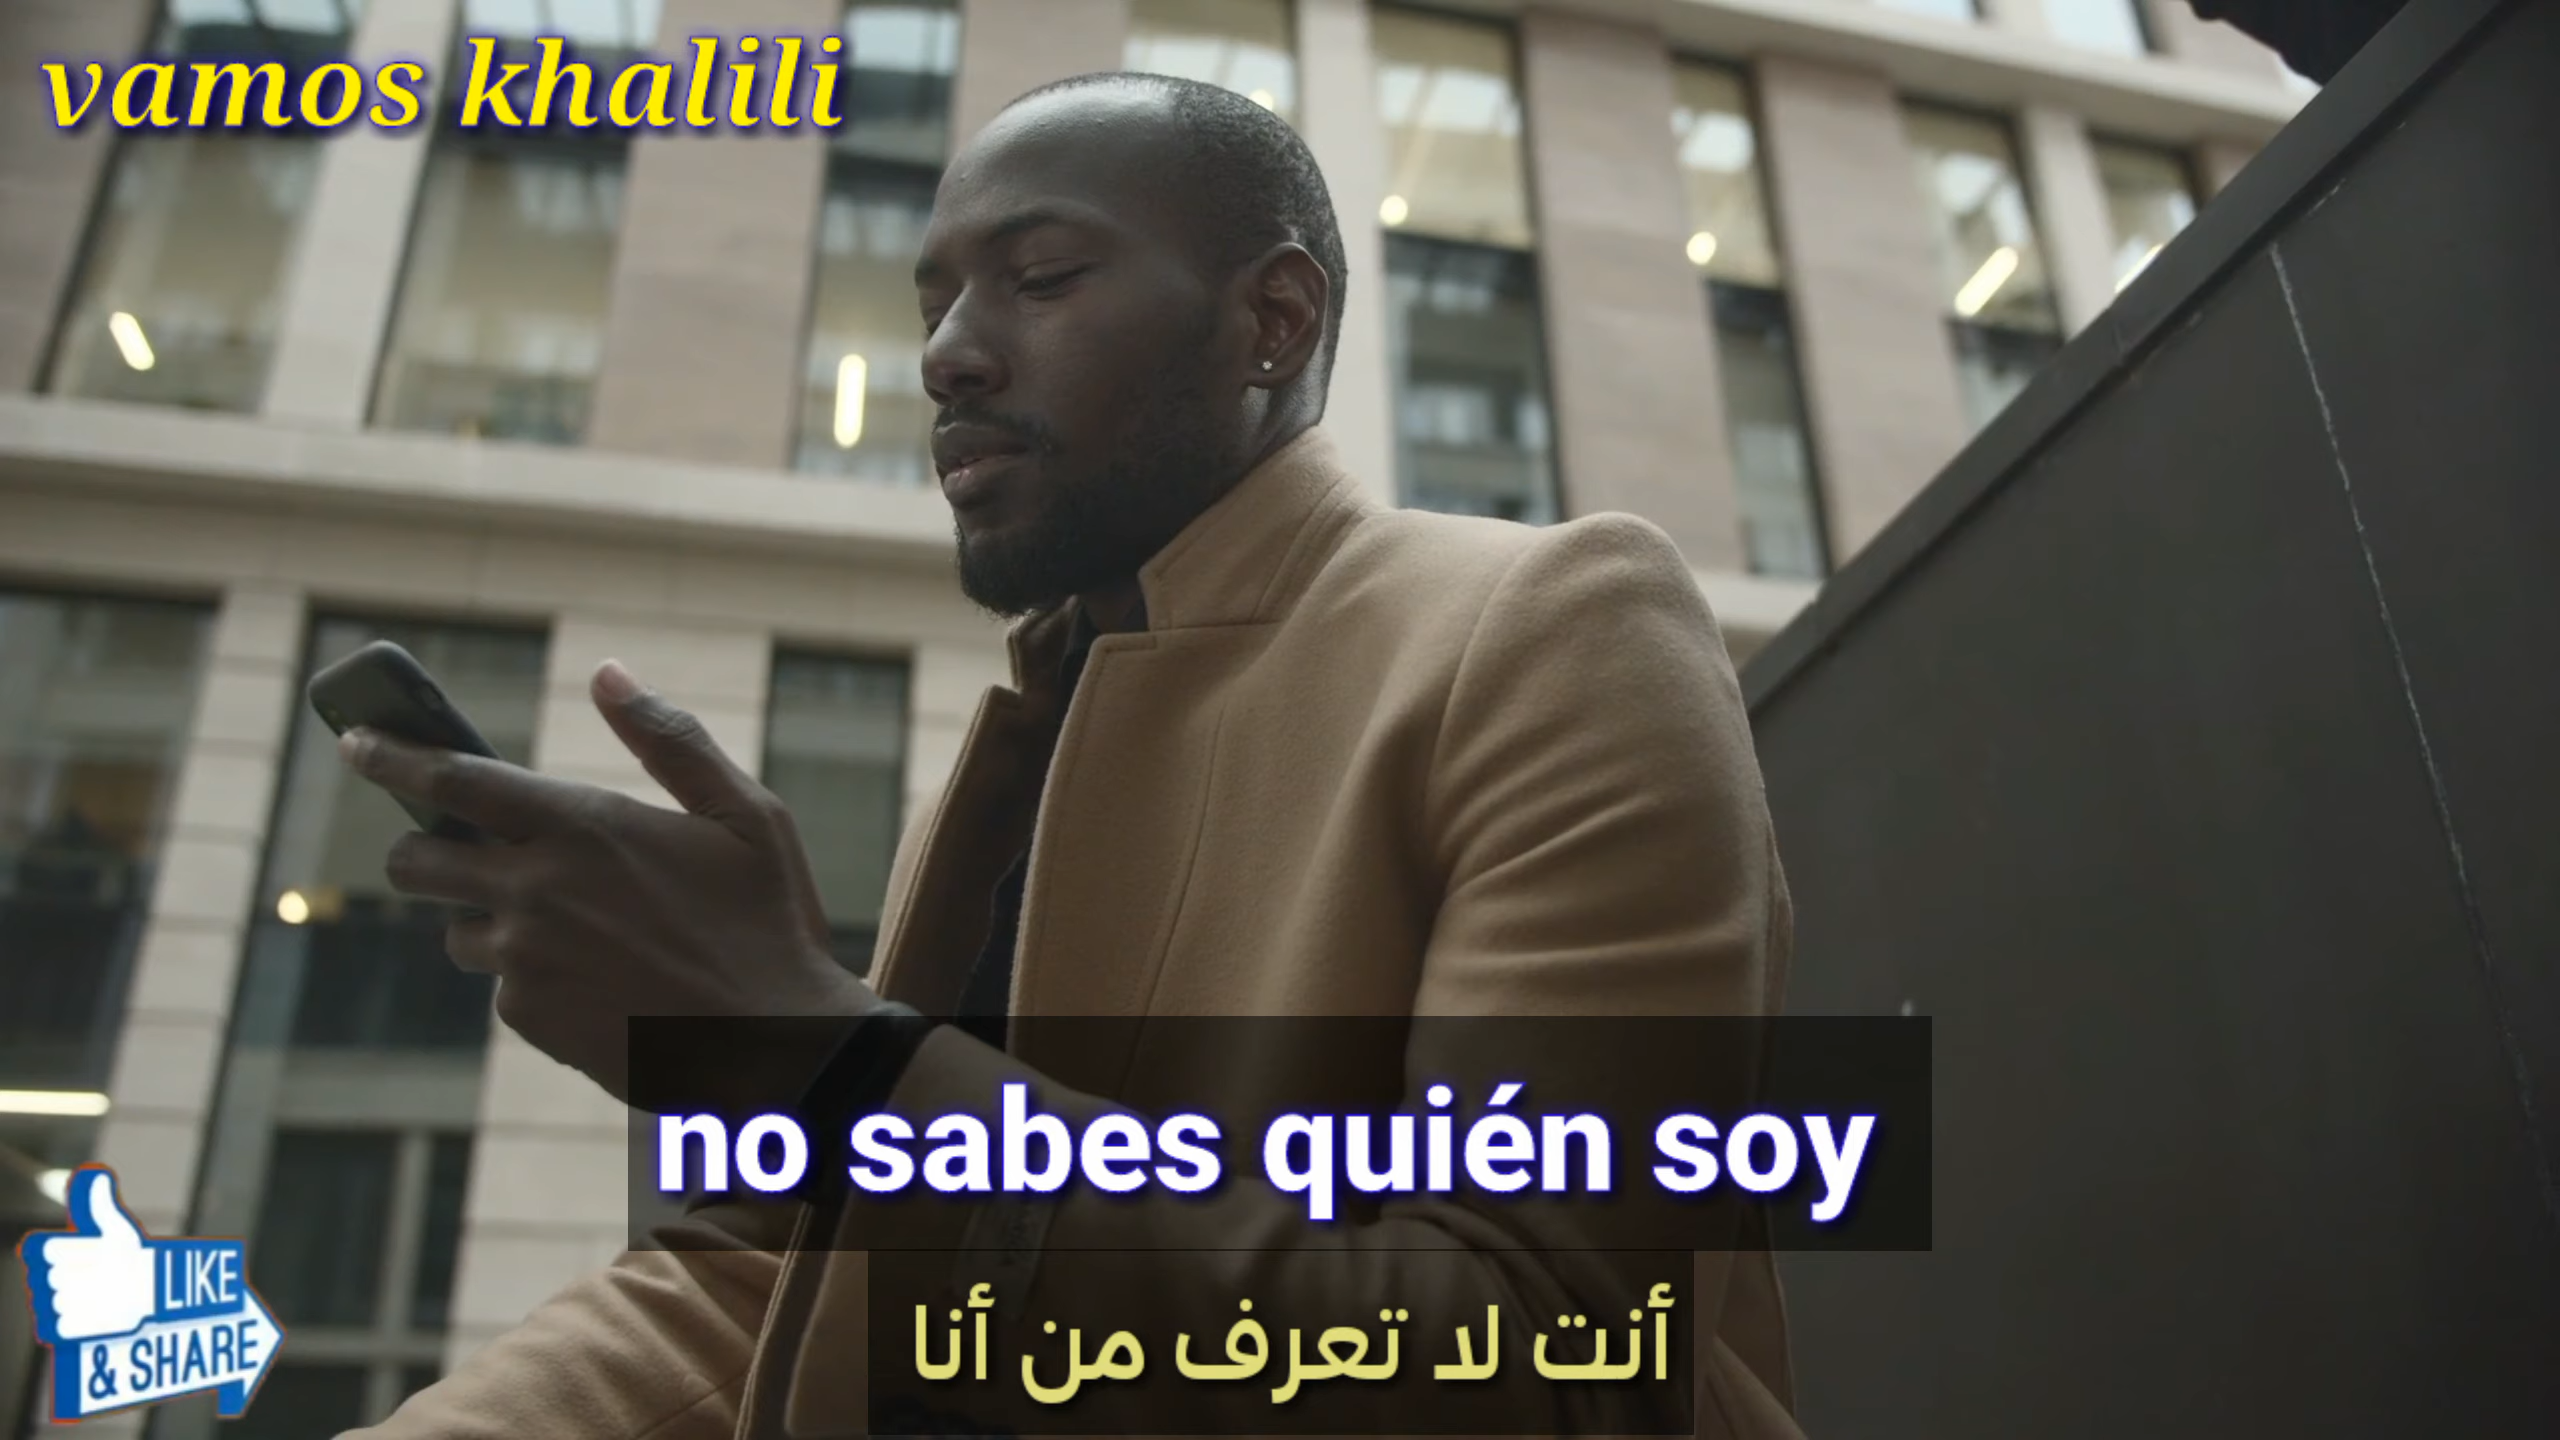 vamos khalili
no sabes quién soy
أنت لا تعرف من أنا
LIKE
& SHARE